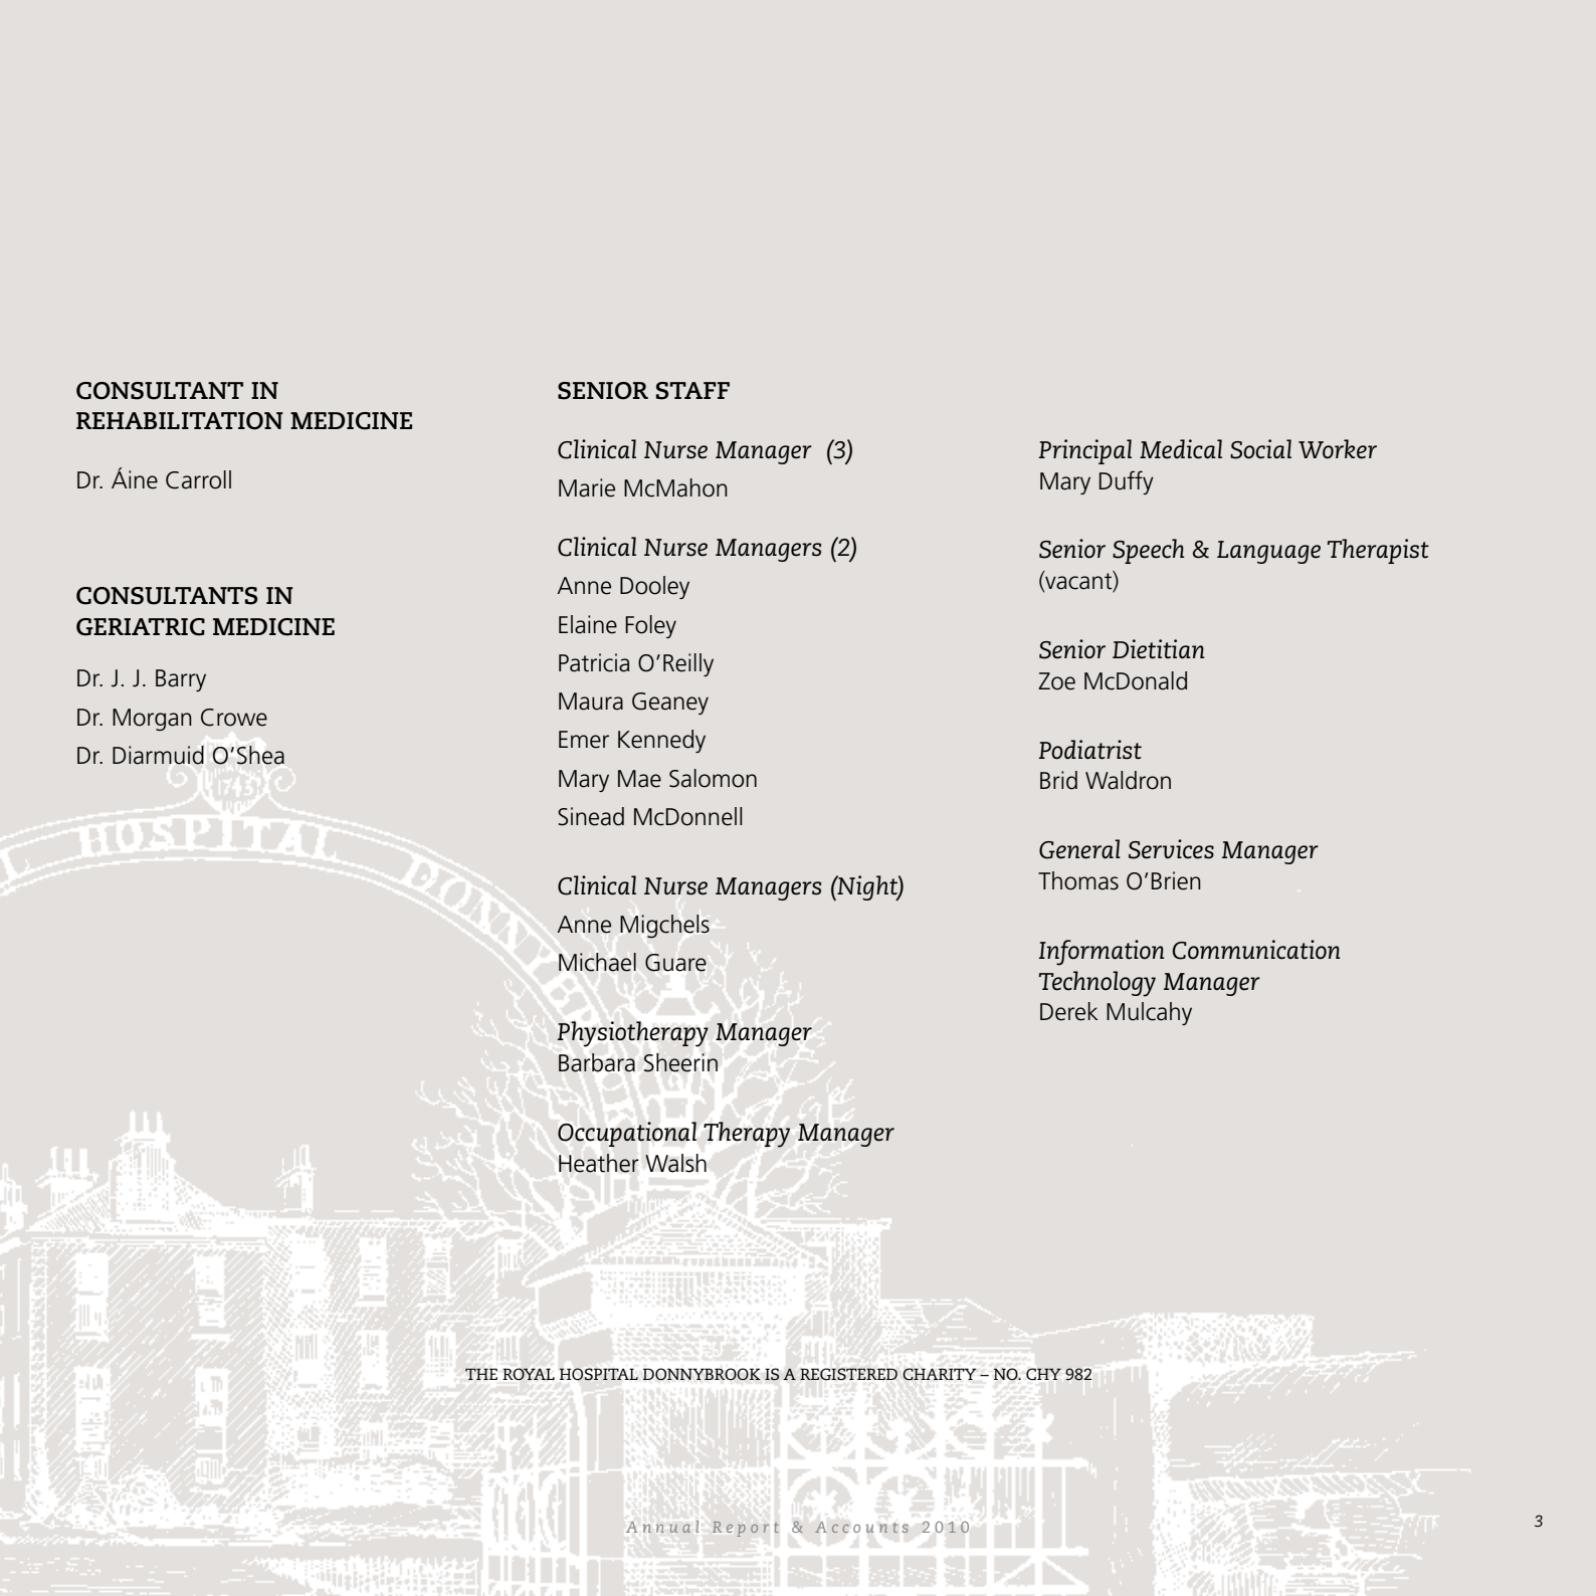 CONSULTANT IN
REHABILITATION MEDICINE
Dr. Áine Carroll
CONSULTANTS IN
GERIATRIC MEDICINE
Dr. J. J. Barry
Dr. Morgan Crowe
Dr. Diarmuid O’Shea
1743
L HOSPITAL DONNYBROOK
SENIOR STAFF
Clinical Nurse Manager (3)
Marie McMahon
Clinical Nurse Managers (2)
Anne Dooley
Elaine Foley
Patricia O’Reilly
Maura Geaney
Emer Kennedy
Mary Mae Salomon
Sinead McDonnell
Clinical Nurse Managers (Night)
Anne Migchels
Michael Guare
Physiotherapy Manager
Barbara Sheerin
Occupational Therapy Manager
Heather Walsh
Principal Medical Social Worker
Mary Duffy
Senior Speech & Language Therapist
(vacant)
Senior Dietitian
Zoe McDonald
Podiatrist
Brid Waldron
General Services Manager
Thomas O’Brien
Information Communication
Technology Manager
Derek Mulcahy
THE ROYAL HOSPITAL DONNYBROOK IS A REGISTERED CHARITY – NO. CHY 982
Annual Report & Accounts 2010
3